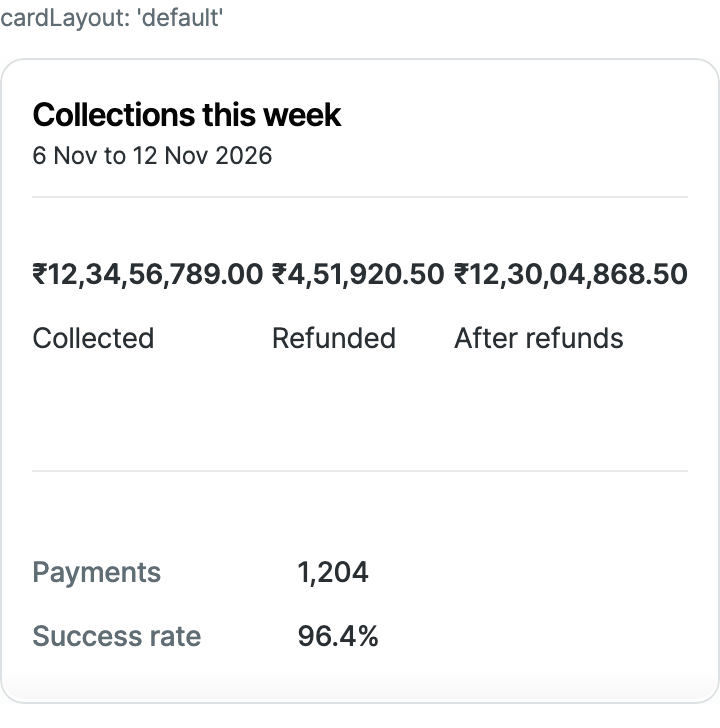 cardLayout: 'default'
Collections this week
6 Nov to 12 Nov 2026
₹12,34,56,789.00 ₹4,51,920.50 ₹12,30,04,868.50
Collected Refunded After refunds
Payments 1,204
Success rate 96.4%